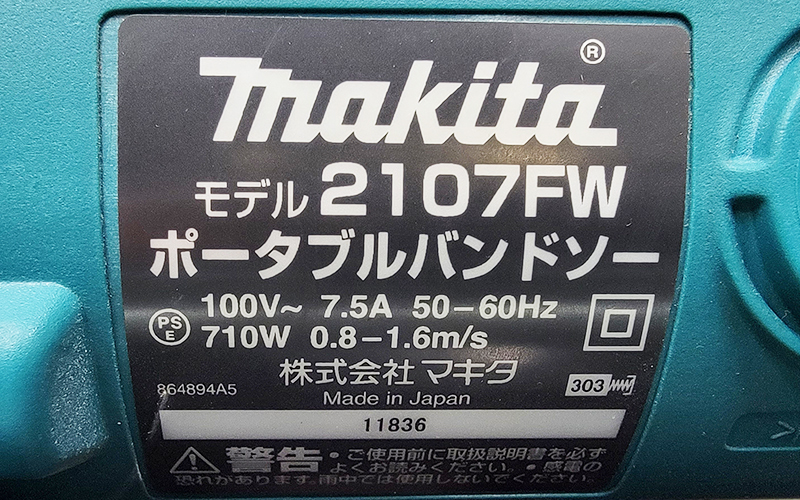 makita®
モデル 2107FW
ポータブルバンドソー
PS E 100V~ 7.5A 50-60Hz
710W 0.8-1.6m/s
株式会社 マキタ
864894A5 Made in Japan 303
11836
警告 ・ご使用前に取扱説明書を必ず
よくお読みください。・感電の
恐れがあります。雨中では使用しないでください。